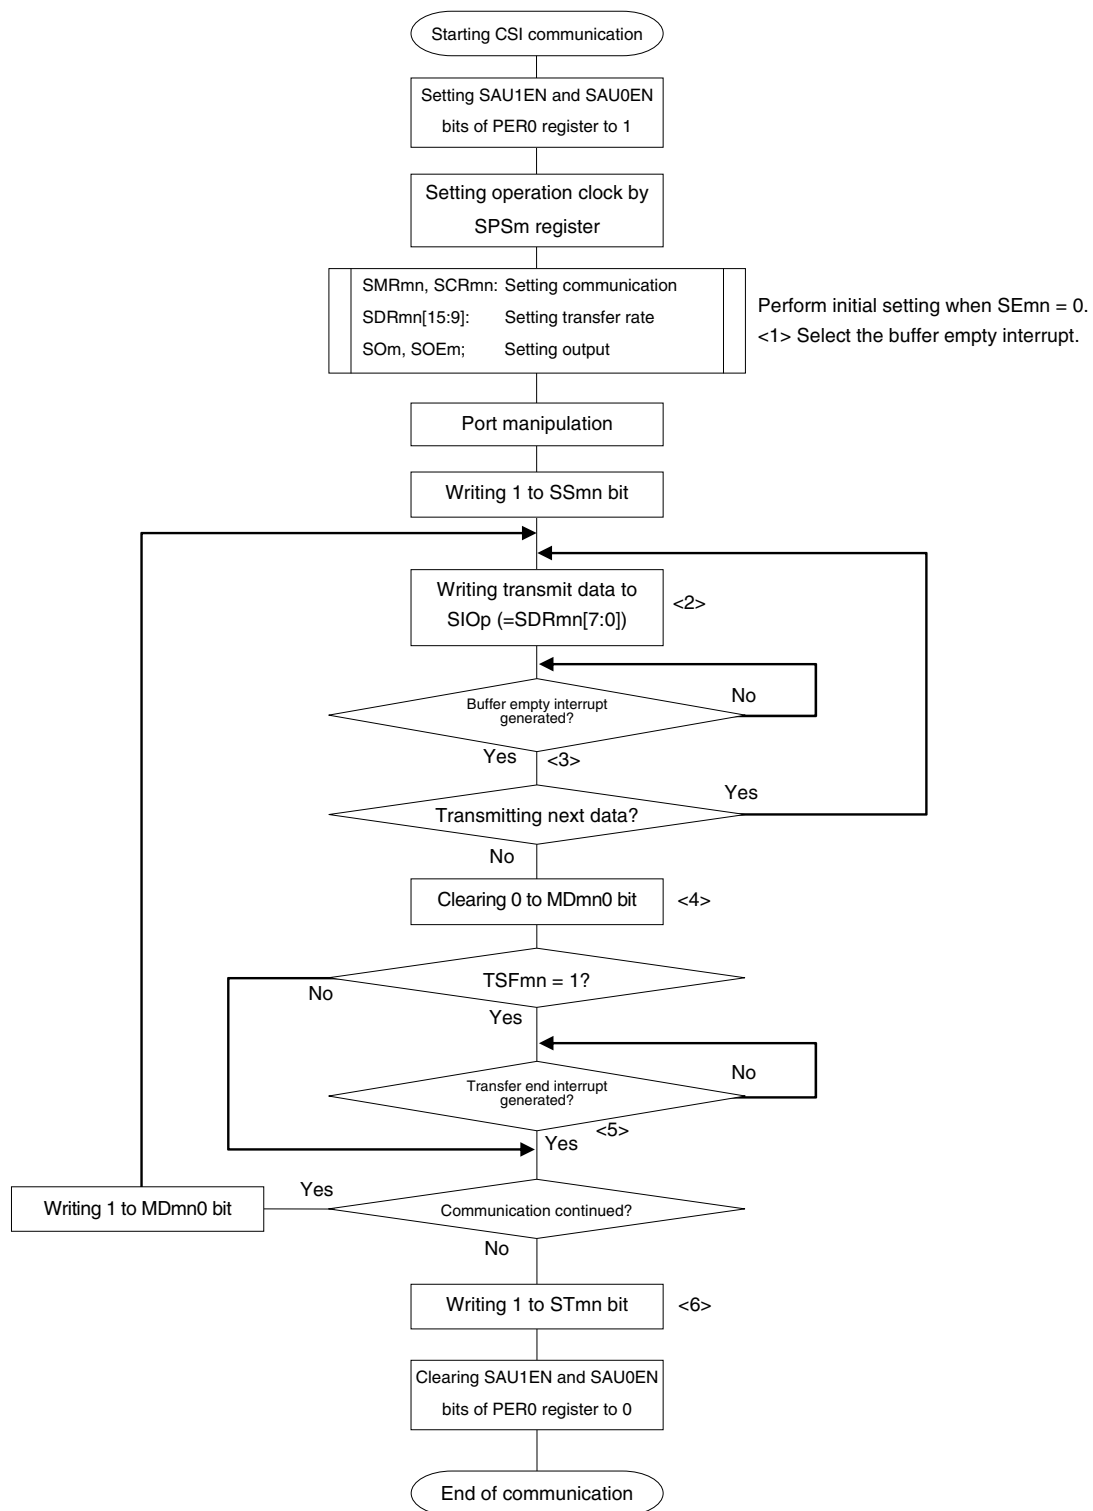 Starting CSI communication
Setting SAU1EN and SAU0EN
bits of PER0 register to 1
Setting operation clock by
SPSm register
SMRmn, SCRmn: Setting communication
SDRmn[15:9]: Setting transfer rate
SOm, SOEm; Setting output
Perform initial setting when SEmn = 0.
<1> Select the buffer empty interrupt.
Port manipulation
Writing 1 to SSmn bit
Writing transmit data to
SIOp (=SDRmn[7:0])
<2>
Buffer empty interrupt
generated?
No
Yes
<3>
Transmitting next data?
Yes
No
Clearing 0 to MDmn0 bit
<4>
TSFmn = 1?
No
Yes
Transfer end interrupt
generated?
No
<5>
Yes
Communication continued?
Yes
Writing 1 to MDmn0 bit
No
Writing 1 to STmn bit
<6>
Clearing SAU1EN and SAU0EN
bits of PER0 register to 0
End of communication